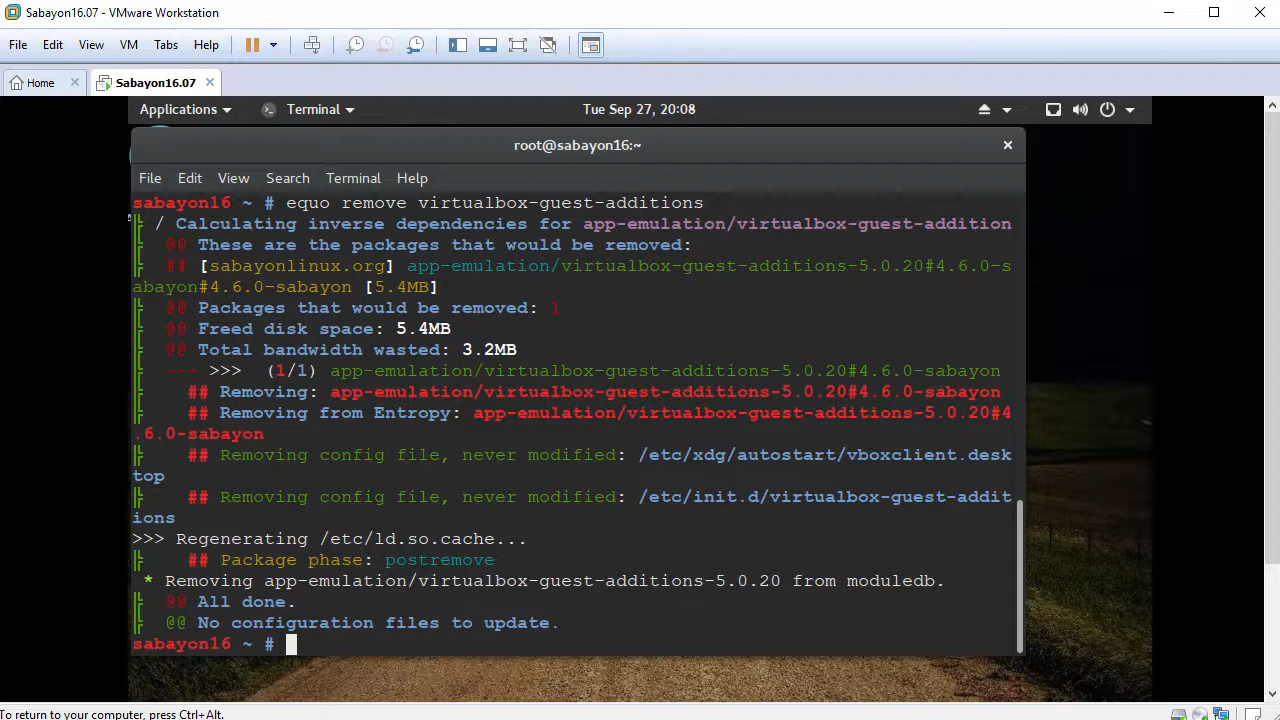 Sabayon16.07 - VMware Workstation
File Edit View VM Tabs Help
Home Sabayon16.07
Applications Terminal Tue Sep 27, 20:08
root@sabayon16:~
File Edit View Search Terminal Help
sabayon16 ~ # equo remove virtualbox-guest-additions
/ Calculating inverse dependencies for app-emulation/virtualbox-guest-addition
@@ These are the packages that would be removed:
## [sabayonlinux.org] app-emulation/virtualbox-guest-additions-5.0.20#4.6.0-s
abayon#4.6.0-sabayon [5.4MB]
@@ Packages that would be removed: 1
@@ Freed disk space: 5.4MB
@@ Total bandwidth wasted: 3.2MB
--- >>> (1/1) app-emulation/virtualbox-guest-additions-5.0.20#4.6.0-sabayon
## Removing: app-emulation/virtualbox-guest-additions-5.0.20#4.6.0-sabayon
## Removing from Entropy: app-emulation/virtualbox-guest-additions-5.0.20#4
.6.0-sabayon
## Removing config file, never modified: /etc/xdg/autostart/vboxclient.desk
top
## Removing config file, never modified: /etc/init.d/virtualbox-guest-addit
ions
>>> Regenerating /etc/ld.so.cache...
## Package phase: postremove
* Removing app-emulation/virtualbox-guest-additions-5.0.20 from moduledb.
@@ All done.
@@ No configuration files to update.
sabayon16 ~ #
To return to your computer, press Ctrl+Alt.